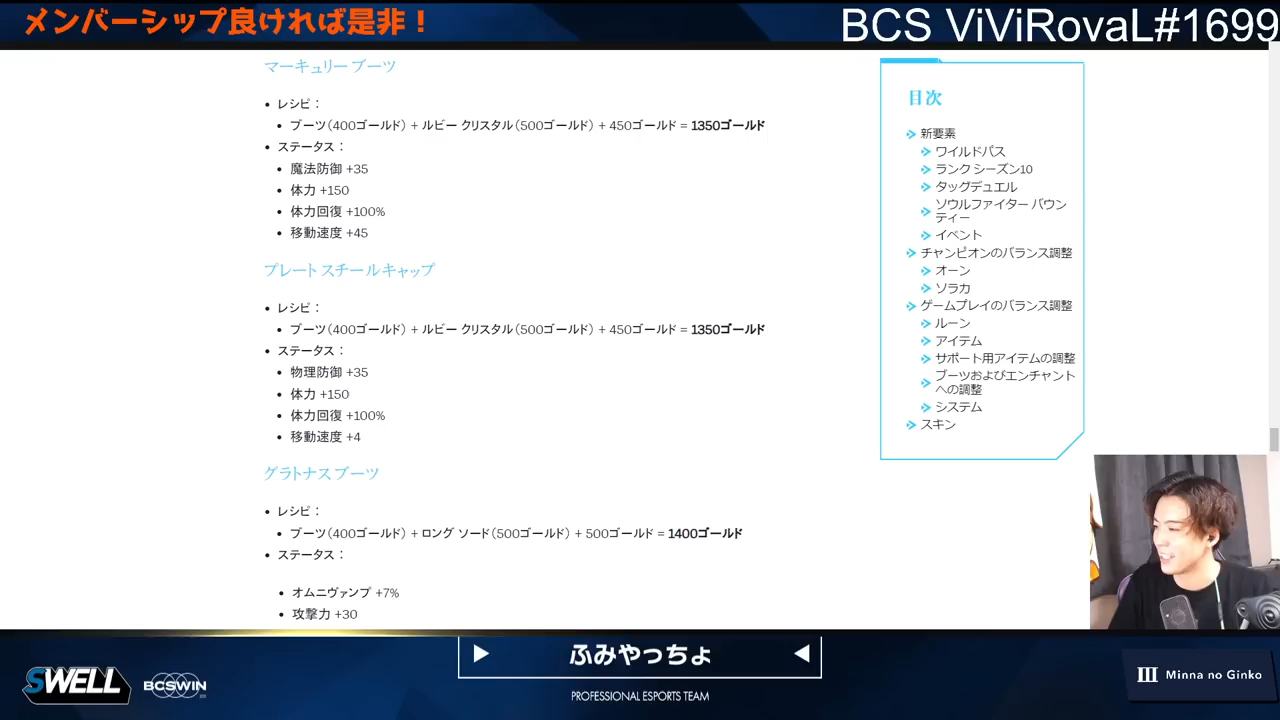 メンバーシップ良ければ是非！
BCS ViViRovaL#1699
マーキュリー ブーツ
• レシピ：
• ブーツ（400ゴールド） + ルビー クリスタル（500ゴールド） + 450ゴールド = 1350ゴールド
• ステータス：
• 魔法防御 +35
• 体力 +150
• 体力回復 +100%
• 移動速度 +45
プレート スチール キャップ
• レシピ：
• ブーツ（400ゴールド） + ルビー クリスタル（500ゴールド） + 450ゴールド = 1350ゴールド
• ステータス：
• 物理防御 +35
• 体力 +150
• 体力回復 +100%
• 移動速度 +4
グラトナス ブーツ
• レシピ：
• ブーツ（400ゴールド） + ロング ソード（500ゴールド） + 500ゴールド = 1400ゴールド
• ステータス：
• オムニヴァンプ +7%
• 攻撃力 +30
目次
新要素
ワイルドパス
ランク シーズン10
タッグデュエル
ソウルファイター バウン
ティー
イベント
チャンピオンのバランス調整
オーン
ソラカ
ゲームプレイのバランス調整
ルーン
アイテム
サポート用アイテムの調整
ブーツおよびエンチャント
への調整
システム
スキン
SWELL
BCSWIN
ふみやっちょ
PROFESSIONAL ESPORTS TEAM
Minna no Ginko